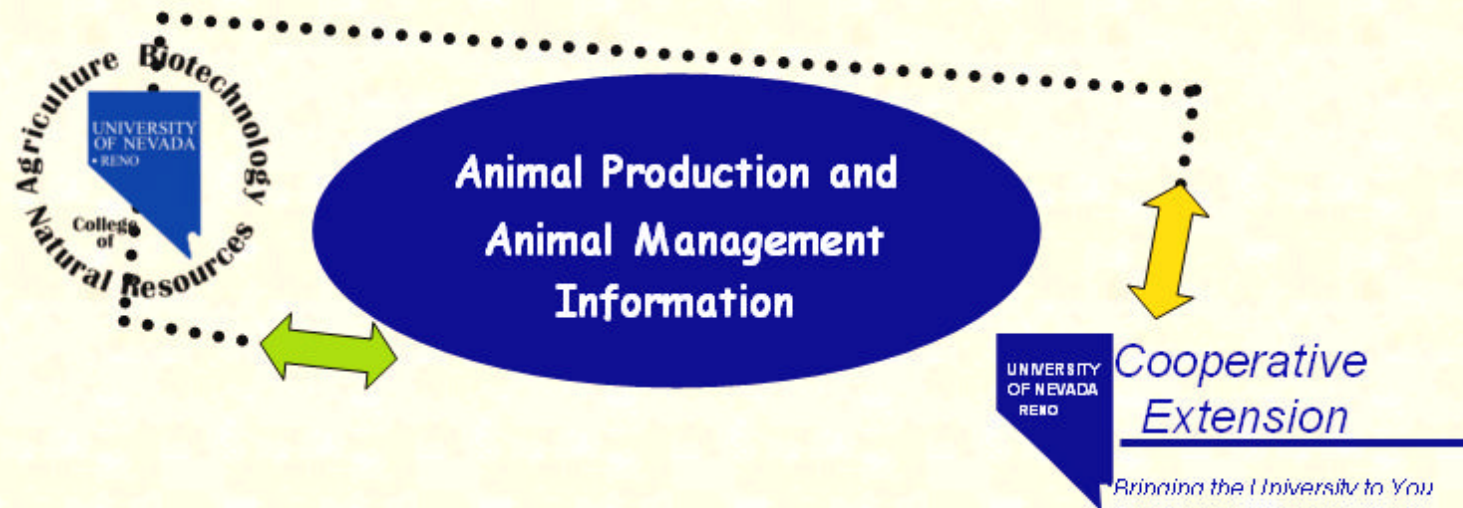 Agriculture Biotechnology
UNIVERSITY
OF NEVADA
• RENO
College
of
Natural Resources
Animal Production and
Animal Management
Information
UNIVERSITY
OF NEVADA
RENO
Cooperative
Extension
Bringing the University to You